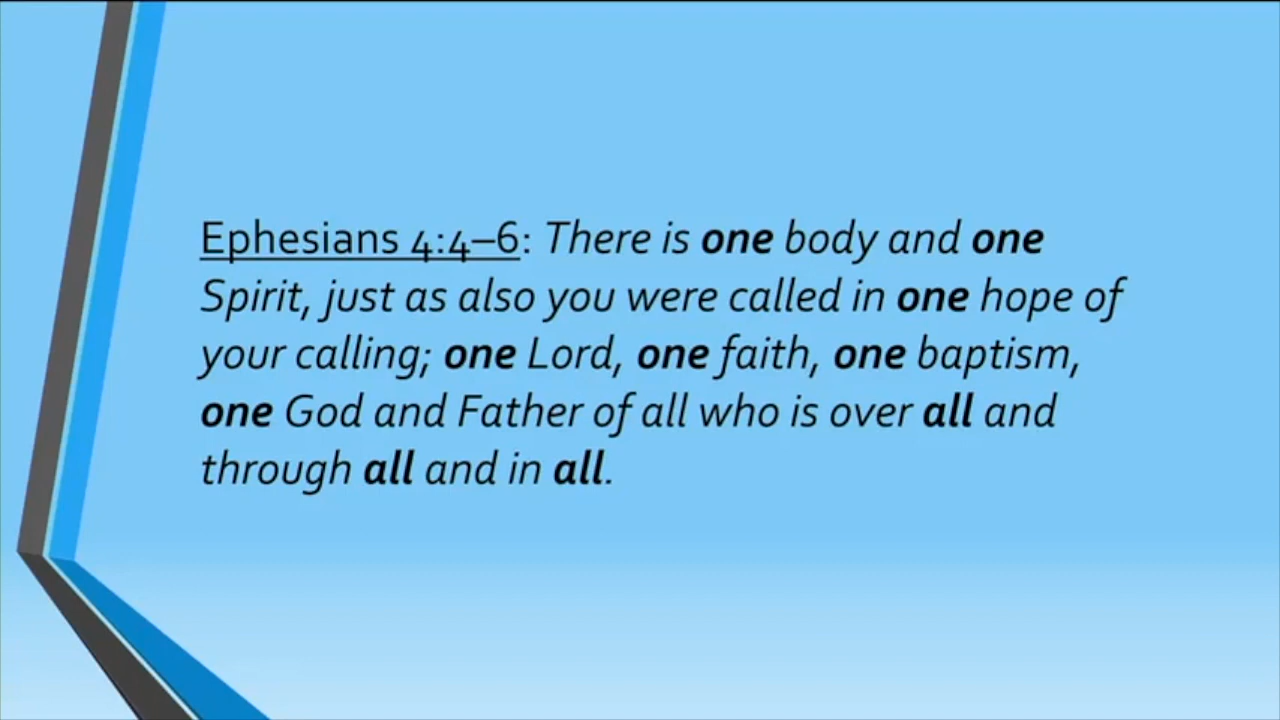 Ephesians 4:4–6: There is one body and one
Spirit, just as also you were called in one hope of
your calling; one Lord, one faith, one baptism,
one God and Father of all who is over all and
through all and in all.